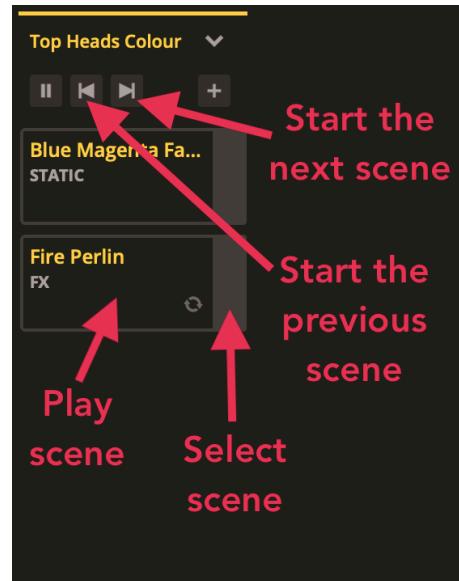 Top Heads Colour
Start the
next scene
Blue Magenta Fa...
STATIC
Fire Perlin
FX
Start the
previous
scene
Play
scene
Select
scene